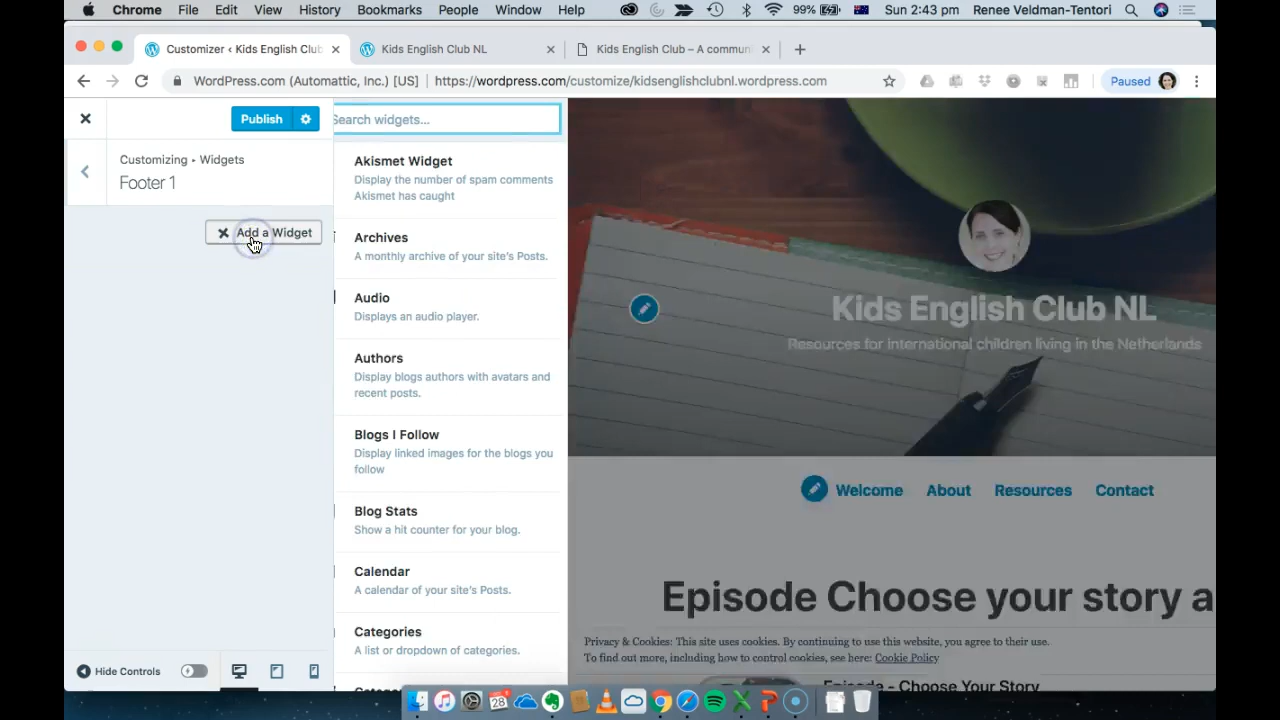 Chrome File Edit View History Bookmarks People Window Help 99% Sun 2:43 pm Renee Veldman-Tentori
Customizer ‹ Kids English Club Kids English Club NL Kids English Club – A commun
WordPress.com (Automattic, Inc.) [US] https://wordpress.com/customize/kidsenglishclubnl.wordpress.com Paused
Publish
Search widgets...
Customizing ▸ Widgets
Footer 1
Add a Widget
Akismet Widget
Display the number of spam comments
Akismet has caught
Archives
A monthly archive of your site's Posts.
Audio
Displays an audio player.
Authors
Display blogs authors with avatars and
recent posts.
Blogs I Follow
Display linked images for the blogs you
follow
Blog Stats
Show a hit counter for your blog.
Calendar
A calendar of your site's Posts.
Categories
A list or dropdown of categories.
Hide Controls
Kids English Club NL
Resources for international children living in the Netherlands
Welcome About Resources Contact
Episode Choose your story a
Privacy & Cookies: This site uses cookies. By continuing to use this website, you agree to their use.
To find out more, including how to control cookies, see here: Cookie Policy
Episode - Choose Your Story
28